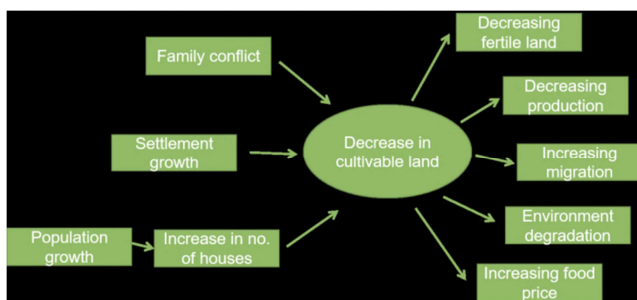 Decreasing
fertile land
Family conflict
Decreasing
production
Settlement
growth
Decrease in
cultivable land
Increasing
migration
Population
growth
Increase in no.
of houses
Environment
degradation
Increasing food
price